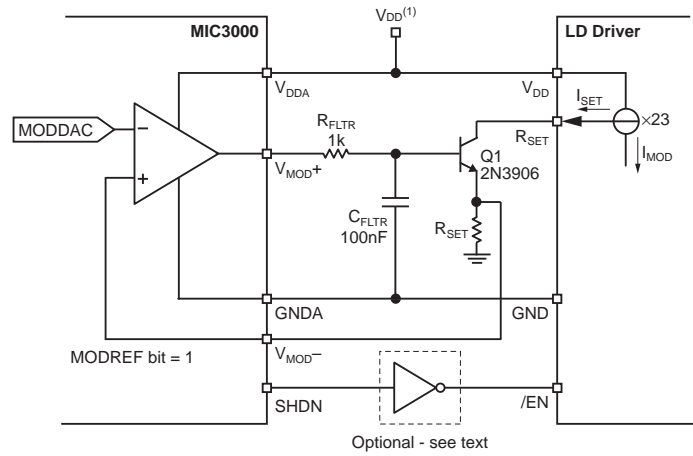 V_DD(1)
MIC3000
LD Driver
V_DDA
V_DD
I_SET
MODDAC
−
+
R_FLTR
1k
V_MOD+
R_SET
×23
I_MOD
Q1
2N3906
C_FLTR
100nF
R_SET
GNDA
GND
MODREF bit = 1
V_MOD−
SHDN
/EN
Optional - see text